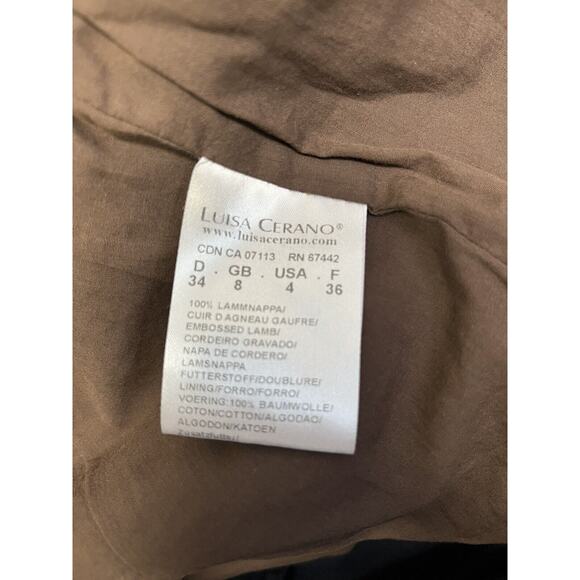 LUISA CERANO®
www.luisacerano.com
CDN CA 07113 RN 67442
D . GB . USA . F
34 8 4 36
100% LAMMNAPPA/
CUIR D AGNEAU GAUFRE/
EMBOSSED LAMB/
CORDEIRO GRAVADO/
NAPA DE CORDERO/
LAMSNAPPA
FUTTERSTOFF/DOUBLURE/
LINING/FORRO/FORRO/
VOERING:100% BAUMWOLLE/
COTON/COTTON/ALGODAO/
ALGODON/KATOEN